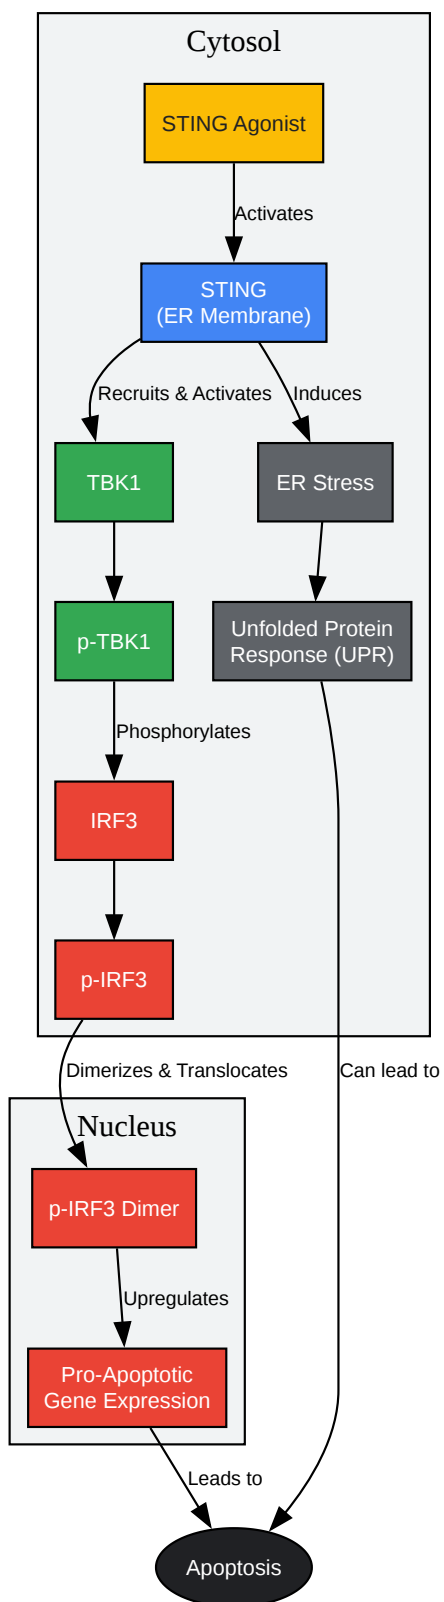 Cytosol
STING Agonist
Activates
STING
(ER Membrane)
Recruits & Activates
Induces
TBK1
ER Stress
p-TBK1
Unfolded Protein
Response (UPR)
Phosphorylates
IRF3
p-IRF3
Dimerizes & Translocates
Can lead to
Nucleus
p-IRF3 Dimer
Upregulates
Pro-Apoptotic
Gene Expression
Leads to
Apoptosis